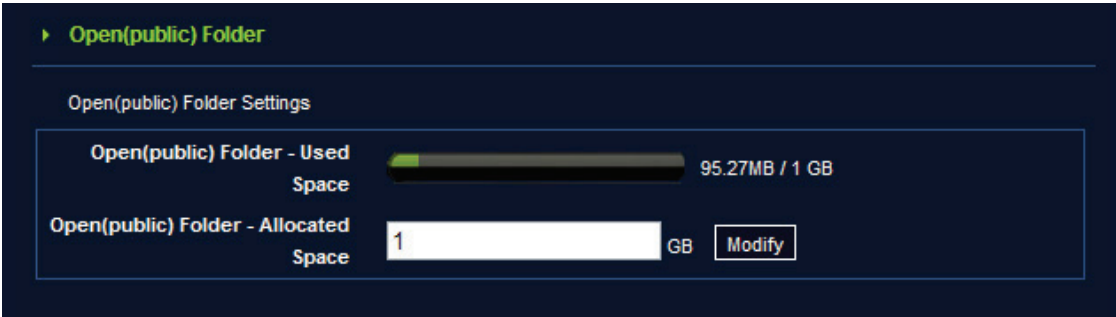 Open(public) Folder
Open(public) Folder Settings
Open(public) Folder - Used
Space
95.27MB / 1 GB
Open(public) Folder - Allocated
Space
1
GB
Modify